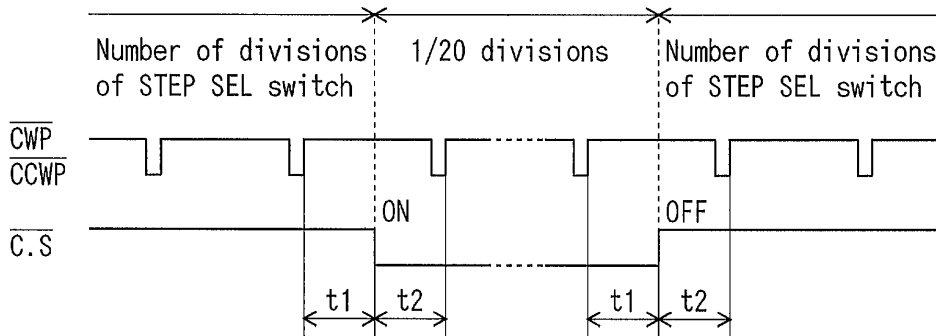 Number of divisions
of STEP SEL switch
1/20 divisions
Number of divisions
of STEP SEL switch
CWP
CCWP
ON
OFF
C.S
t1
t2
t1
t2